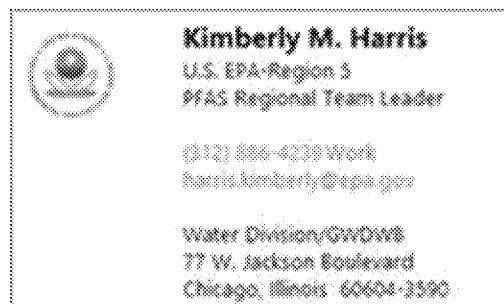 Kimberly M. Harris
U.S. EPA-Region 5
PFAS Regional Team Leader
(312) 886-4239 Work
harris.kimberly@epa.gov
Water Division/GWDWB
77 W. Jackson Boulevard
Chicago, Illinois 60604-3590